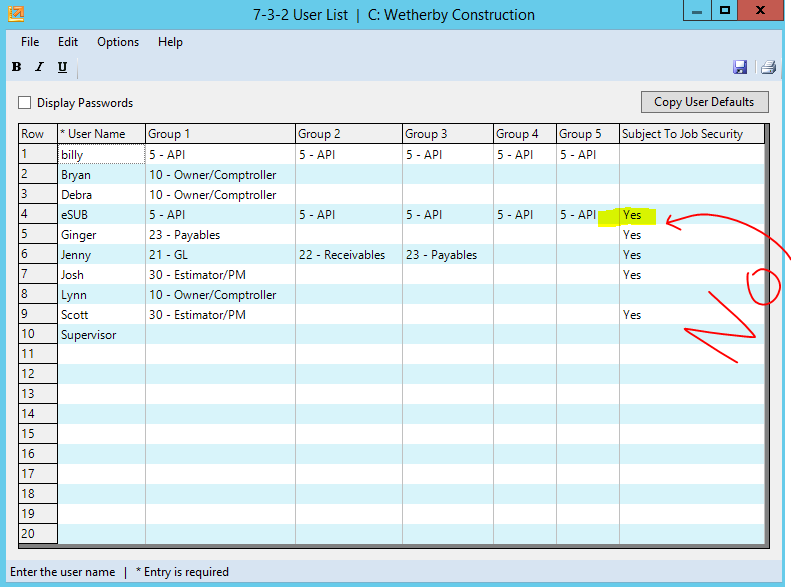 7-3-2 User List | C: Wetherby Construction
File Edit Options Help
B I U
Display Passwords Copy User Defaults
Row * User Name Group 1 Group 2 Group 3 Group 4 Group 5 Subject To Job Security
1 billy 5 - API 5 - API 5 - API 5 - API 5 - API
2 Bryan 10 - Owner/Comptroller
3 Debra 10 - Owner/Comptroller
4 eSUB 5 - API 5 - API 5 - API 5 - API 5 - API Yes
5 Ginger 23 - Payables Yes
6 Jenny 21 - GL 22 - Receivables 23 - Payables Yes
7 Josh 30 - Estimator/PM Yes
8 Lynn 10 - Owner/Comptroller
9 Scott 30 - Estimator/PM Yes
10 Supervisor
11
12
13
14
15
16
17
18
19
20
NO
Enter the user name | * Entry is required